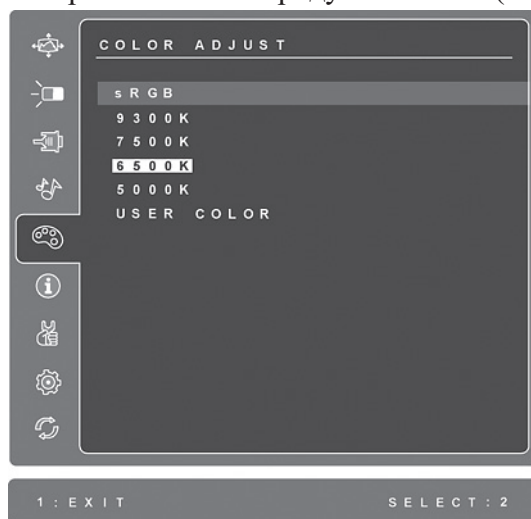 COLOR ADJUST
sRGB
9300K
7500K
6500K
5000K
USER COLOR
1:EXIT SELECT:2